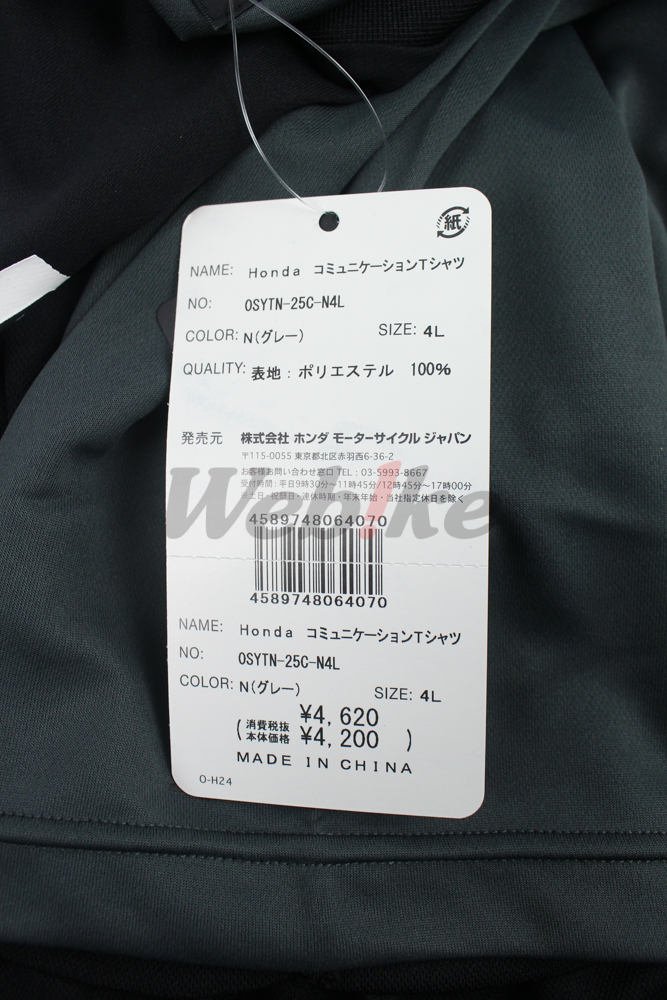 紙
NAME: Honda コミュニケーションTシャツ
NO: 0SYTN-25C-N4L
COLOR: N(グレー) SIZE: 4L
QUALITY: 表地：ポリエステル 100%
発売元 株式会社 ホンダ モーターサイクル ジャパン
〒115-0055 東京都北区赤羽西6-36-2
お客様お問い合わせ窓口 TEL：03-5993-8667
受付時間：平日9時30分〜11時45分/12時45分〜17時00分
※土日・祝祭日・連休時期・年末年始・当社指定休日を除く
Webike
4589748064070
4589748064070
NAME: Honda コミュニケーションTシャツ
NO: 0SYTN-25C-N4L
COLOR: N(グレー) SIZE: 4L
¥4,620
(消費税抜本体価格 ¥4,200)
MADE IN CHINA
O-H24